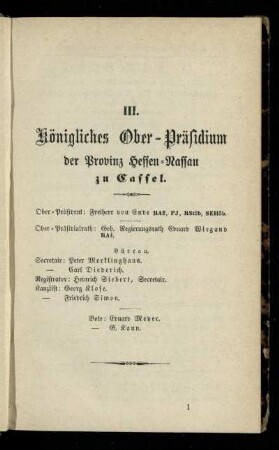 III.
Königliches Ober-Präsidium
der Provinz Hessen-Nassau
zu Cassel.
Ober-Präsident: Freiherr von Ende
Ober-Präsidialrath: Geh. Regierungsrath Eduard
Büreau.
Secretair: Peter Mecklinghaus.
— Carl Diederich.
Registrator: Heinrich Siebert, Secretair.
Kanzlist: Georg Klose.
— Friedrich Simon.
Bote: Eduard Meyer.
— G. Kaun.
1